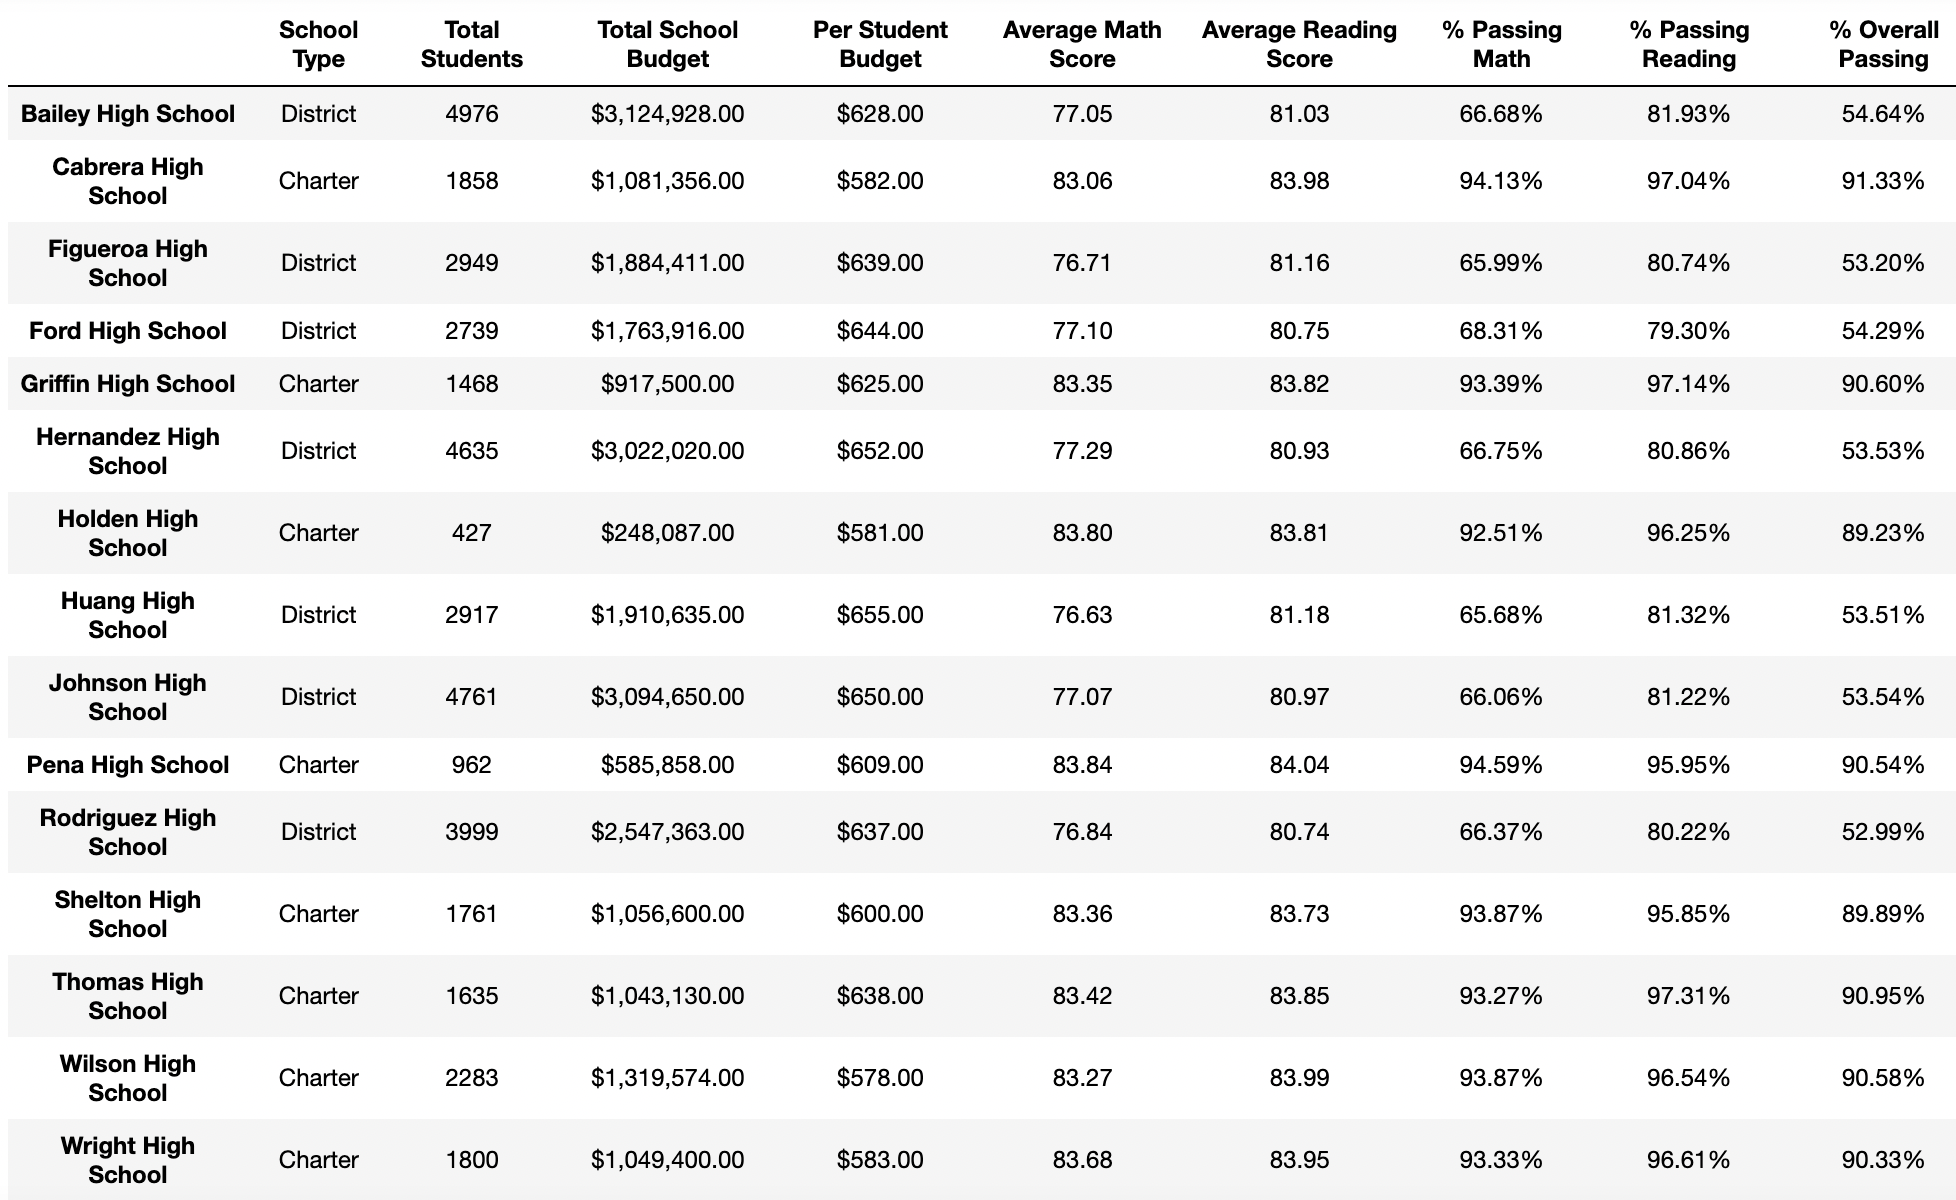 School Type Total Students Total School Budget Per Student Budget Average Math Score Average Reading Score % Passing Math % Passing Reading % Overall Passing
Bailey High School District 4976 $3,124,928.00 $628.00 77.05 81.03 66.68% 81.93% 54.64%
Cabrera High School Charter 1858 $1,081,356.00 $582.00 83.06 83.98 94.13% 97.04% 91.33%
Figueroa High School District 2949 $1,884,411.00 $639.00 76.71 81.16 65.99% 80.74% 53.20%
Ford High School District 2739 $1,763,916.00 $644.00 77.10 80.75 68.31% 79.30% 54.29%
Griffin High School Charter 1468 $917,500.00 $625.00 83.35 83.82 93.39% 97.14% 90.60%
Hernandez High School District 4635 $3,022,020.00 $652.00 77.29 80.93 66.75% 80.86% 53.53%
Holden High School Charter 427 $248,087.00 $581.00 83.80 83.81 92.51% 96.25% 89.23%
Huang High School District 2917 $1,910,635.00 $655.00 76.63 81.18 65.68% 81.32% 53.51%
Johnson High School District 4761 $3,094,650.00 $650.00 77.07 80.97 66.06% 81.22% 53.54%
Pena High School Charter 962 $585,858.00 $609.00 83.84 84.04 94.59% 95.95% 90.54%
Rodriguez High School District 3999 $2,547,363.00 $637.00 76.84 80.74 66.37% 80.22% 52.99%
Shelton High School Charter 1761 $1,056,600.00 $600.00 83.36 83.73 93.87% 95.85% 89.89%
Thomas High School Charter 1635 $1,043,130.00 $638.00 83.42 83.85 93.27% 97.31% 90.95%
Wilson High School Charter 2283 $1,319,574.00 $578.00 83.27 83.99 93.87% 96.54% 90.58%
Wright High School Charter 1800 $1,049,400.00 $583.00 83.68 83.95 93.33% 96.61% 90.33%